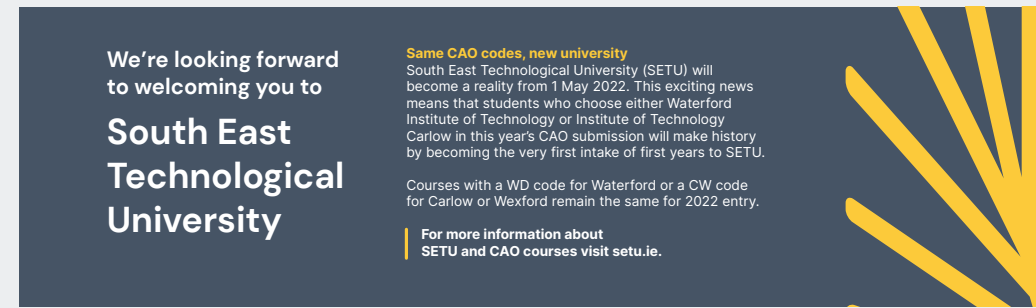 We're looking forward
to welcoming you to
South East
Technological
University
Same CAO codes, new university
South East Technological University (SETU) will
become a reality from 1 May 2022. This exciting news
means that students who choose either Waterford
Institute of Technology or Institute of Technology
Carlow in this year's CAO submission will make history
by becoming the very first intake of first years to SETU.
Courses with a WD code for Waterford or a CW code
for Carlow or Wexford remain the same for 2022 entry.
For more information about
SETU and CAO courses visit setu.ie.